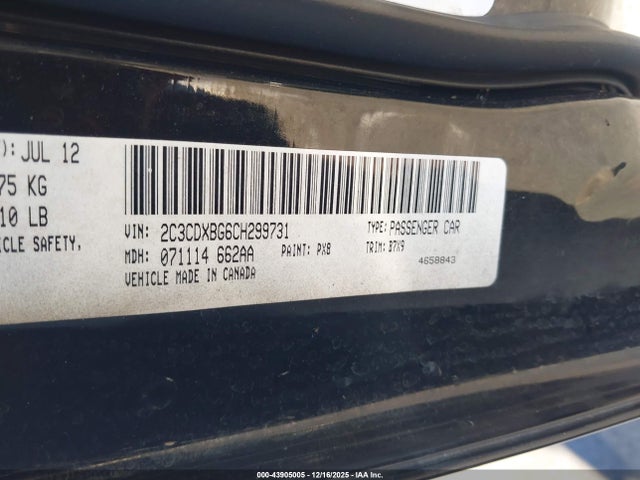 ): JUL 12
75 KG
10 LB
ICLE SAFETY,
VIN: 2C3CDXBG6CH299731
TYPE: PASSENGER CAR
MDH: 071114 662AA
PAINT: PX8
TRIM: B7X9
VEHICLE MADE IN CANADA
4658843
000-43905005 - 12/16/2025 - IAA Inc.